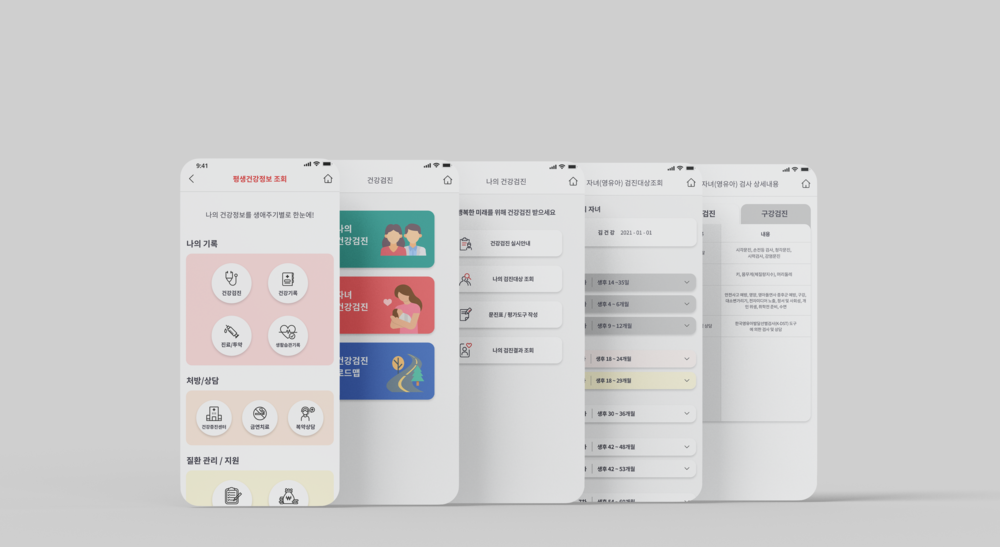 9:41
평생건강정보 조회
나의 건강정보를 생애주기별로 한눈에!
나의 기록
건강검진
건강기록
진료/투약
생활습관기록
처방/상담
건강증진센터
금연치료
복약상담
질환 관리 / 지원
건강검진
나의
건강검진
자녀
건강검진
건강검진
로드맵
나의 건강검진
행복한 미래를 위해 건강검진 받으세요
건강검진 실시안내
나의 검진대상 조회
문진표 / 평가도구 작성
나의 검진결과 조회
자녀(영유아) 검진대상조회
자녀
김 건 강 2021 - 01 - 01
생후 14 ~ 35일
생후 4 ~ 6개월
생후 9 ~ 12개월
생후 18 ~ 24개월
생후 18 ~ 29개월
생후 30 ~ 36개월
생후 42 ~ 48개월
생후 42 ~ 53개월
자녀(영유아) 검사 상세내용
검진
구강검진
내용